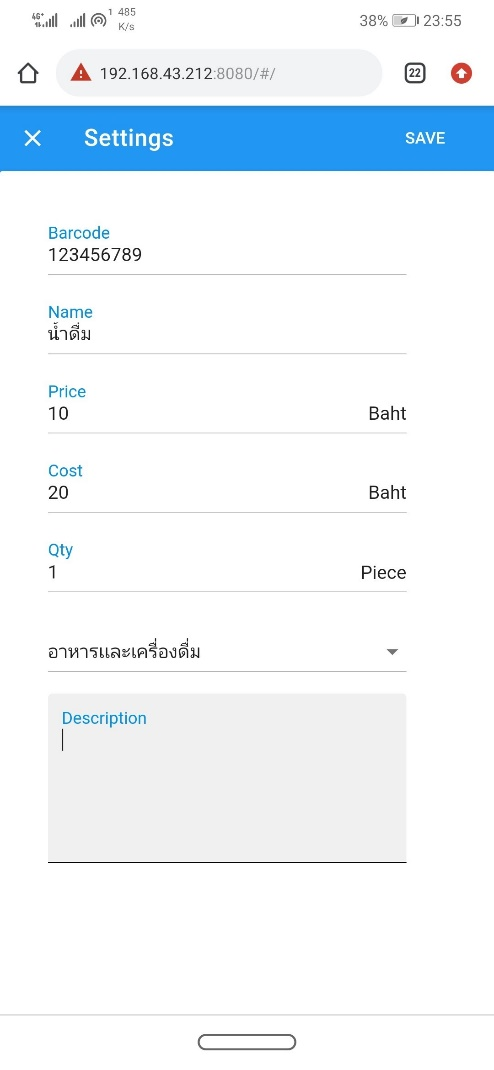 4G+ 1 485 K/s 38% 23:55
192.168.43.212:8080/#/ 22
Settings SAVE
Barcode
123456789
Name
น้ำดื่ม
Price
10 Baht
Cost
20 Baht
Qty
1 Piece
อาหารและเครื่องดื่ม
Description